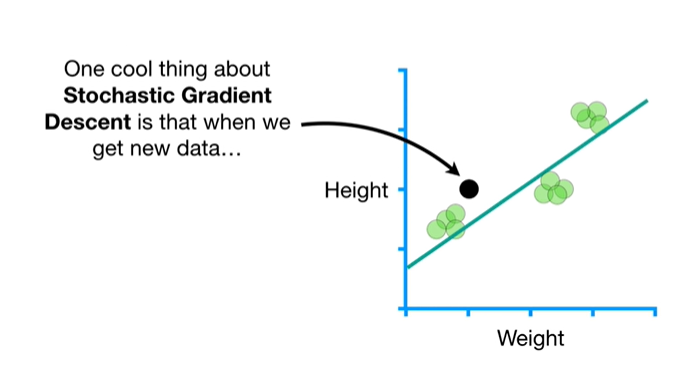 One cool thing about
Stochastic Gradient
Descent is that when we
get new data…
Height
Weight